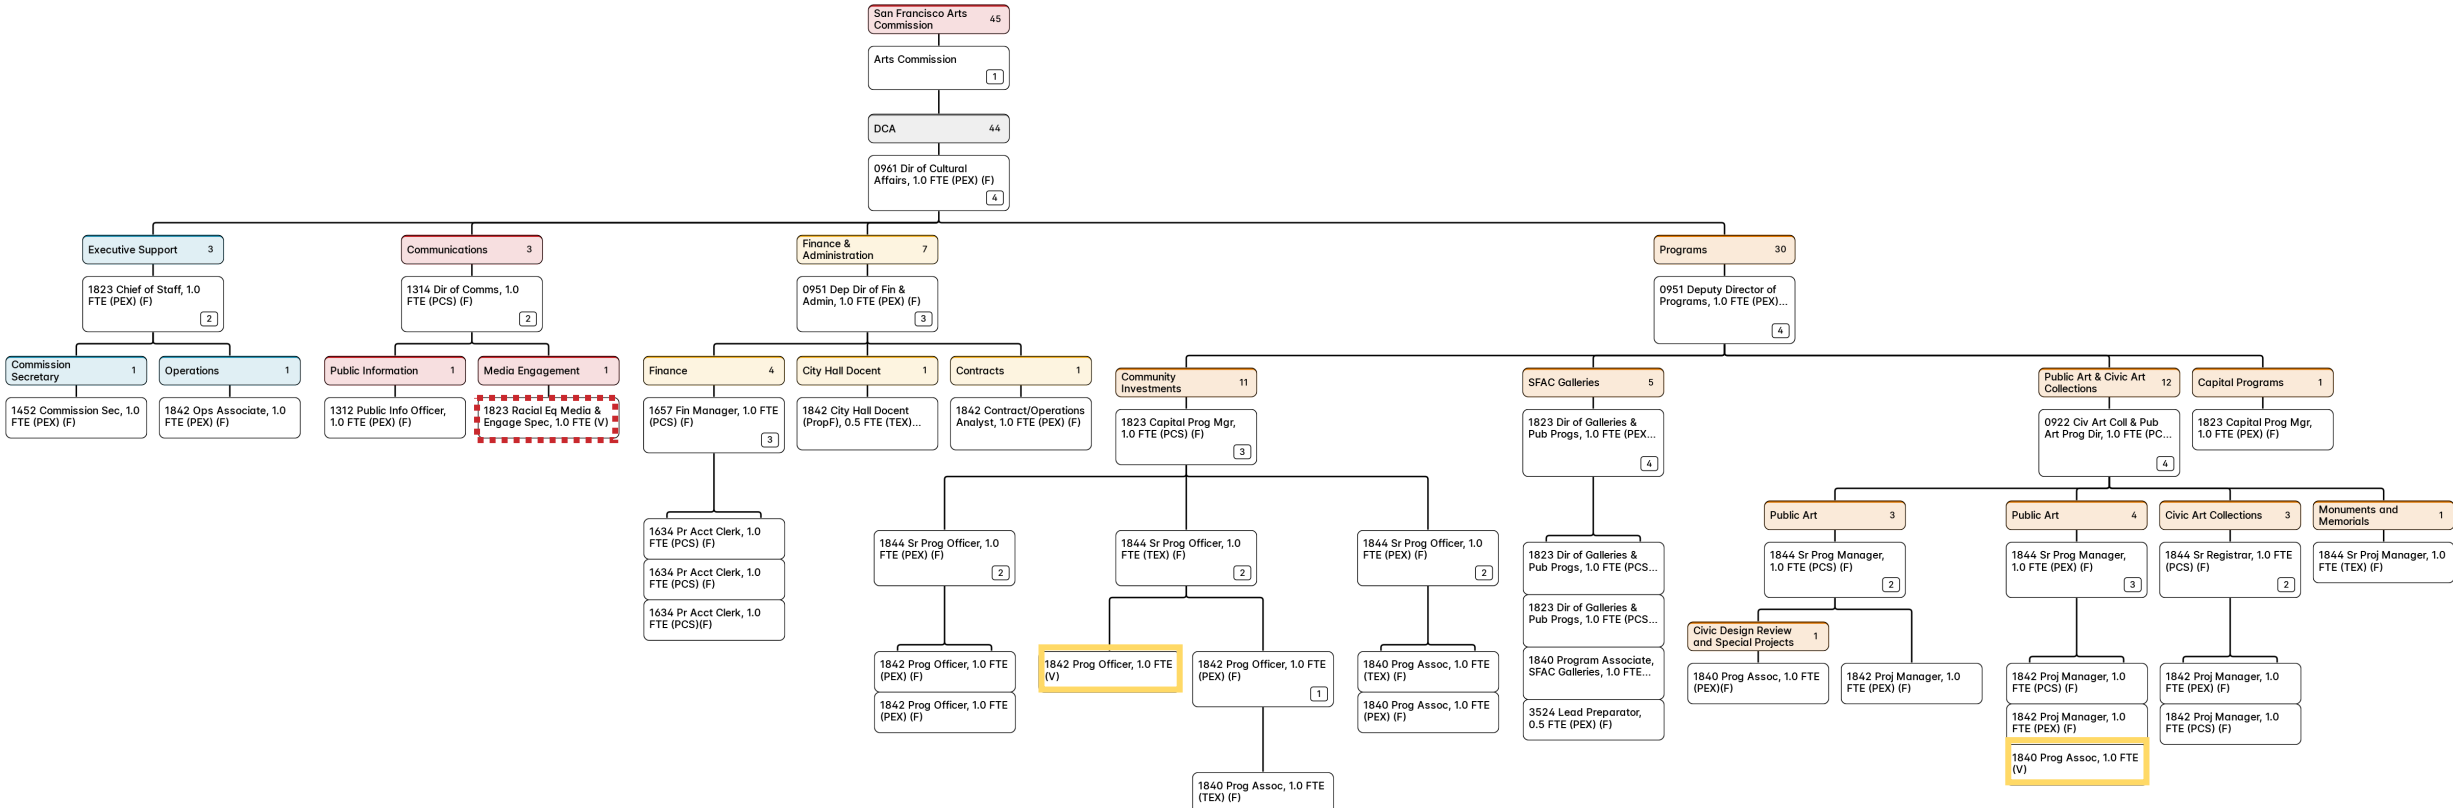 San Francisco Arts
Commission
45
Arts Commission
1
DCA
44
0961 Dir of Cultural
Affairs, 1.0 FTE (PEX) (F)
4
Executive Support
3
1823 Chief of Staff, 1.0
FTE (PEX) (F)
2
Commission
Secretary
1
1452 Commission Sec, 1.0
FTE (PEX) (F)
Operations
1
1842 Ops Associate, 1.0
FTE (PEX) (F)
Communications
3
1314 Dir of Comms, 1.0
FTE (PCS) (F)
2
Public Information
1
1312 Public Info Officer,
1.0 FTE (PEX) (F)
Media Engagement
1
1823 Racial Eq Media &
Engage Spec, 1.0 FTE (V)
Finance &
Administration
7
0951 Dep Dir of Fin &
Admin, 1.0 FTE (PEX) (F)
3
Finance
4
1657 Fin Manager, 1.0 FTE
(PCS) (F)
3
1634 Pr Acct Clerk, 1.0
FTE (PCS) (F)
1634 Pr Acct Clerk, 1.0
FTE (PCS) (F)
1634 Pr Acct Clerk, 1.0
FTE (PCS)(F)
City Hall Docent
1
1842 City Hall Docent
(PropF), 0.5 FTE (TEX)...
Contracts
1
1842 Contract/Operations
Analyst, 1.0 FTE (PEX) (F)
Programs
30
0951 Deputy Director of
Programs, 1.0 FTE (PEX)...
4
Community
Investments
11
1823 Capital Prog Mgr,
1.0 FTE (PCS) (F)
3
1844 Sr Prog Officer, 1.0
FTE (PEX) (F)
2
1842 Prog Officer, 1.0 FTE
(PEX) (F)
1842 Prog Officer, 1.0 FTE
(PEX) (F)
1844 Sr Prog Officer, 1.0
FTE (TEX) (F)
2
1842 Prog Officer, 1.0 FTE
(V)
1842 Prog Officer, 1.0 FTE
(PEX) (F)
1
1840 Prog Assoc, 1.0 FTE
(TEX) (F)
1844 Sr Prog Officer, 1.0
FTE (PEX) (F)
2
1840 Prog Assoc, 1.0 FTE
(TEX) (F)
1840 Prog Assoc, 1.0 FTE
(PEX) (F)
SFAC Galleries
5
1823 Dir of Galleries &
Pub Progs, 1.0 FTE (PEX...
4
1823 Dir of Galleries &
Pub Progs, 1.0 FTE (PCS...
1823 Dir of Galleries &
Pub Progs, 1.0 FTE (PCS...
1840 Program Associate,
SFAC Galleries, 1.0 FTE...
3524 Lead Preparator,
0.5 FTE (PEX) (F)
Public Art & Civic Art
Collections
12
0922 Civ Art Coll & Pub
Art Prog Dir, 1.0 FTE (PC...
4
Public Art
3
1844 Sr Prog Manager,
1.0 FTE (PCS) (F)
2
Civic Design Review
and Special Projects
1
1840 Prog Assoc, 1.0 FTE
(PEX)(F)
1842 Proj Manager, 1.0
FTE (PEX) (F)
Public Art
4
1844 Sr Prog Manager,
1.0 FTE (PEX) (F)
3
1842 Proj Manager, 1.0
FTE (PCS) (F)
1842 Proj Manager, 1.0
FTE (PEX) (F)
1840 Prog Assoc, 1.0 FTE
(V)
Civic Art Collections
3
1844 Sr Registrar, 1.0 FTE
(PCS) (F)
2
1842 Proj Manager, 1.0
FTE (PEX) (F)
1842 Proj Manager, 1.0
FTE (PCS) (F)
Monuments and
Memorials
1
1844 Sr Proj Manager, 1.0
FTE (TEX) (F)
Capital Programs
1
1823 Capital Prog Mgr,
1.0 FTE (PEX) (F)